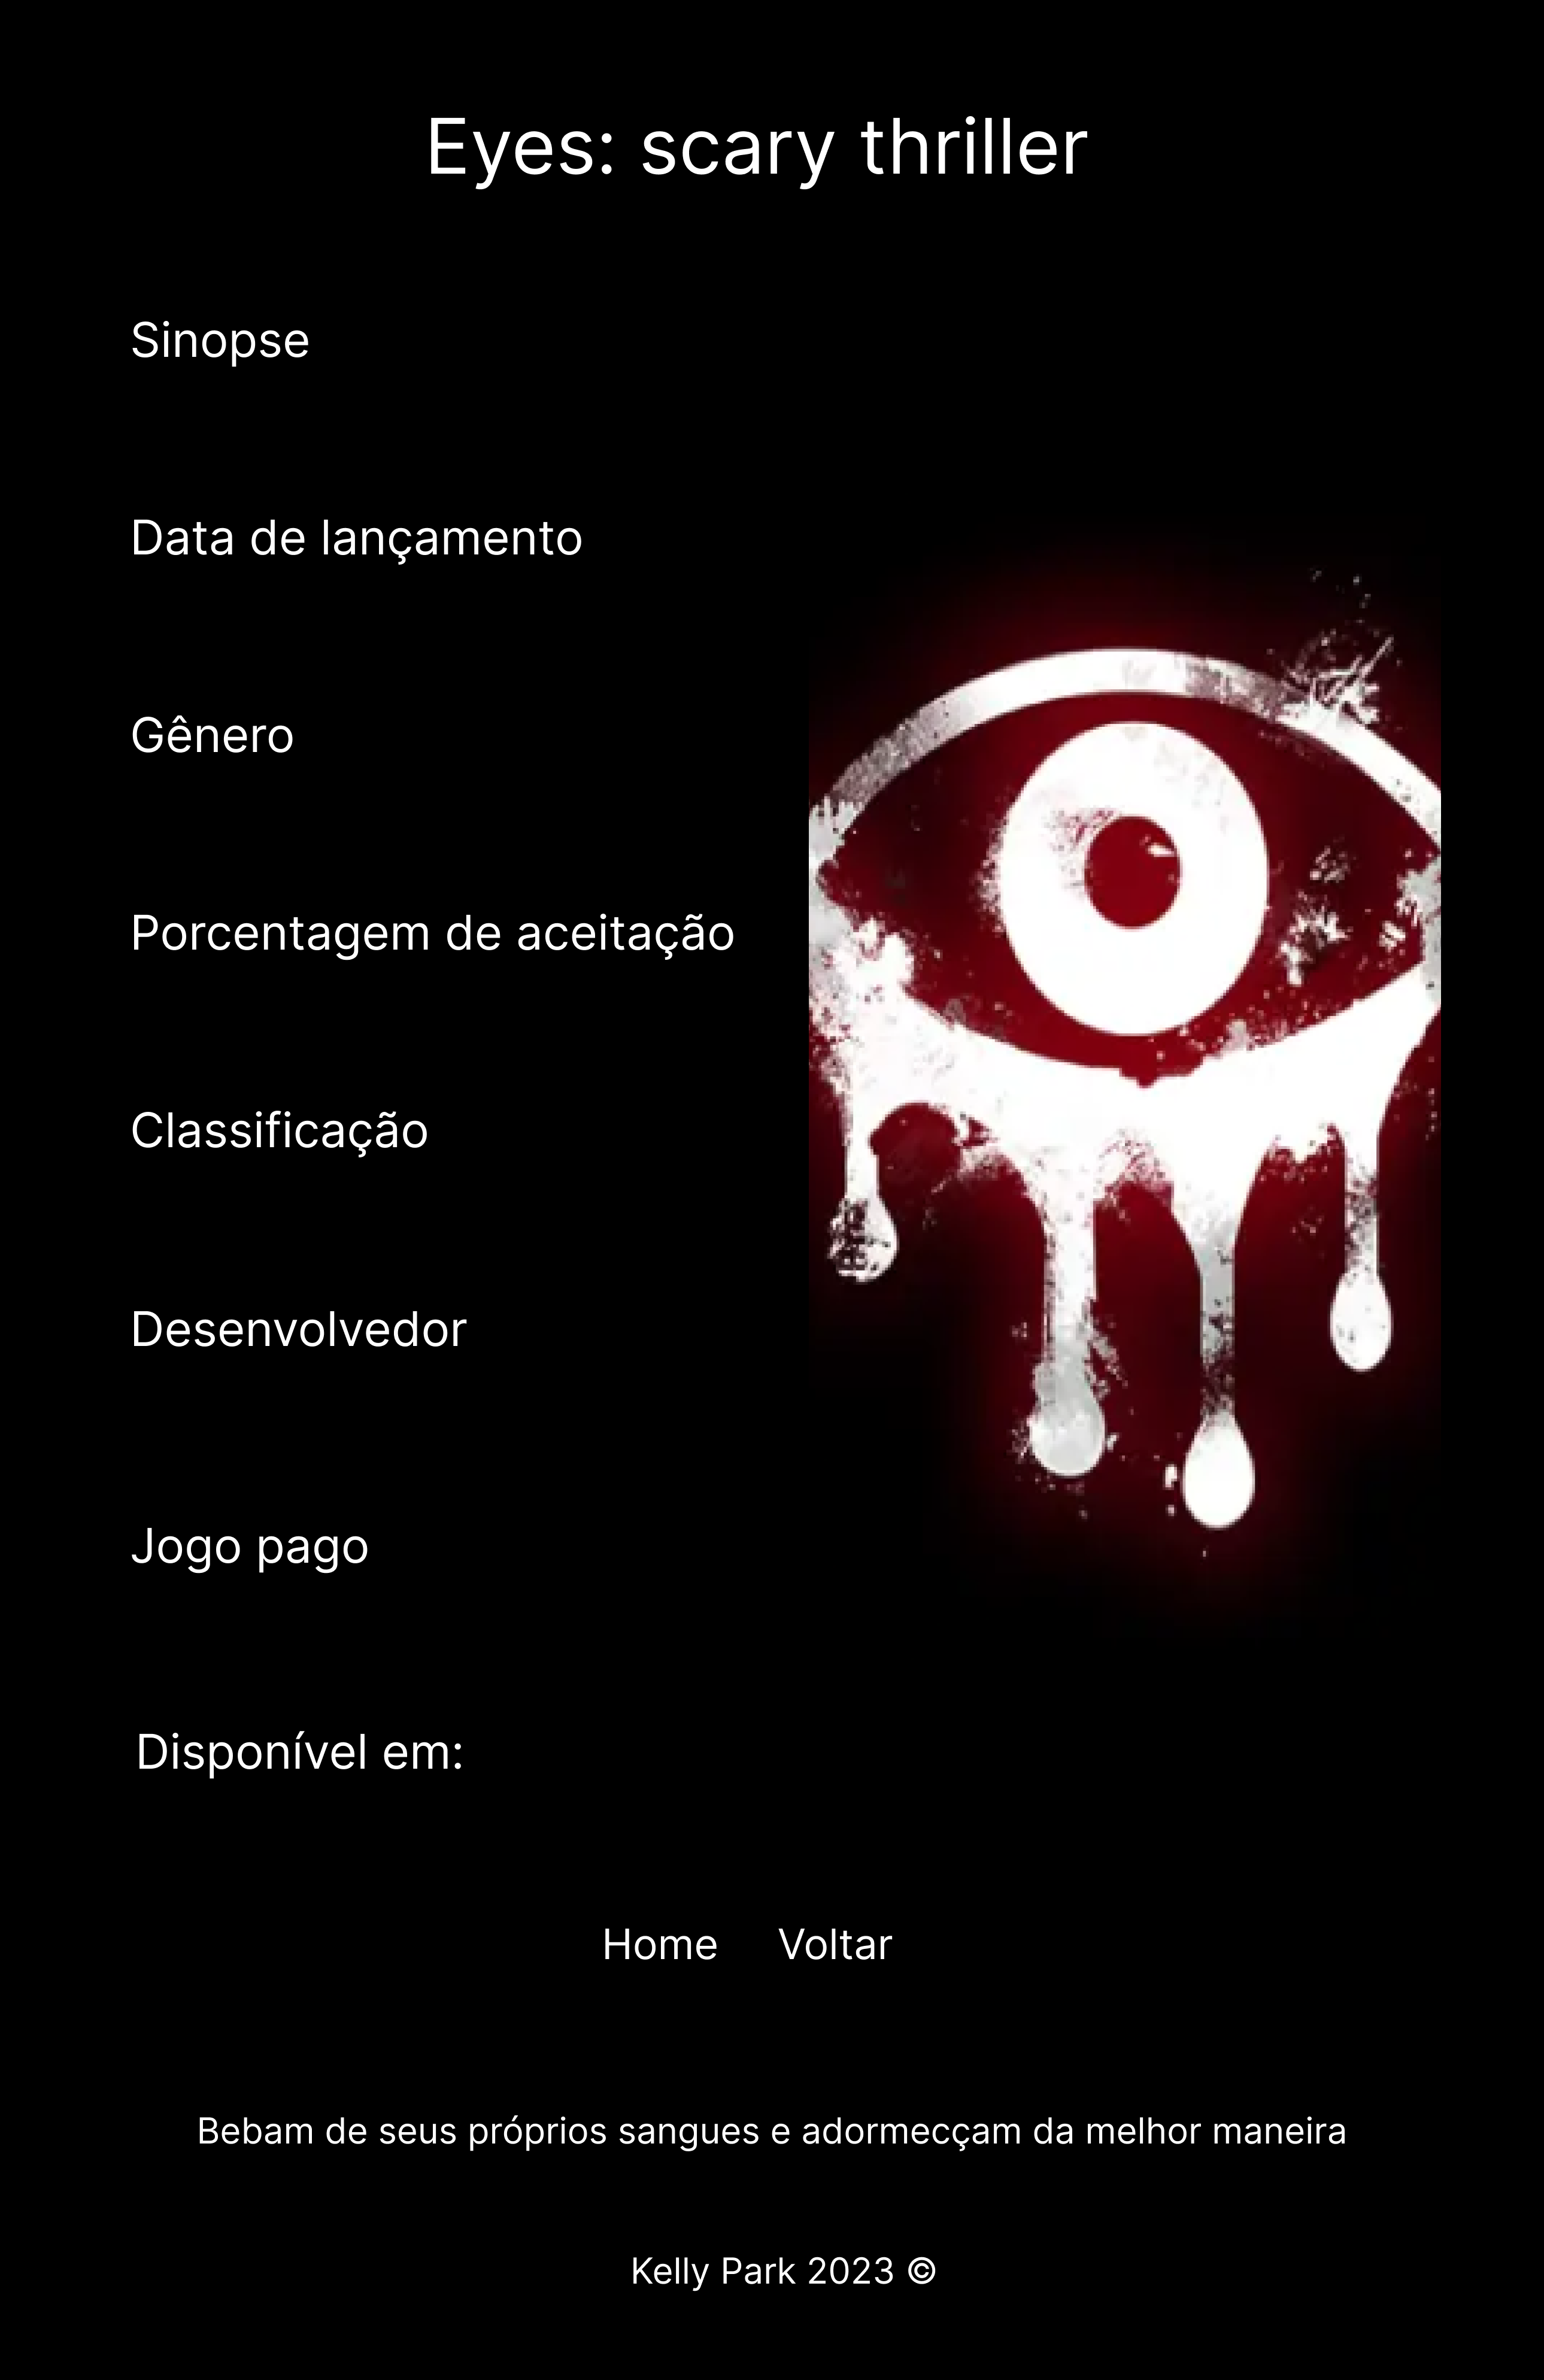 Eyes: scary thriller
Sinopse
Data de lançamento
Gênero
Porcentagem de aceitação
Classificação
Desenvolvedor
Jogo pago
Disponível em:
Home Voltar
Bebam de seus próprios sangues e adormecçam da melhor maneira
Kelly Park 2023 ©